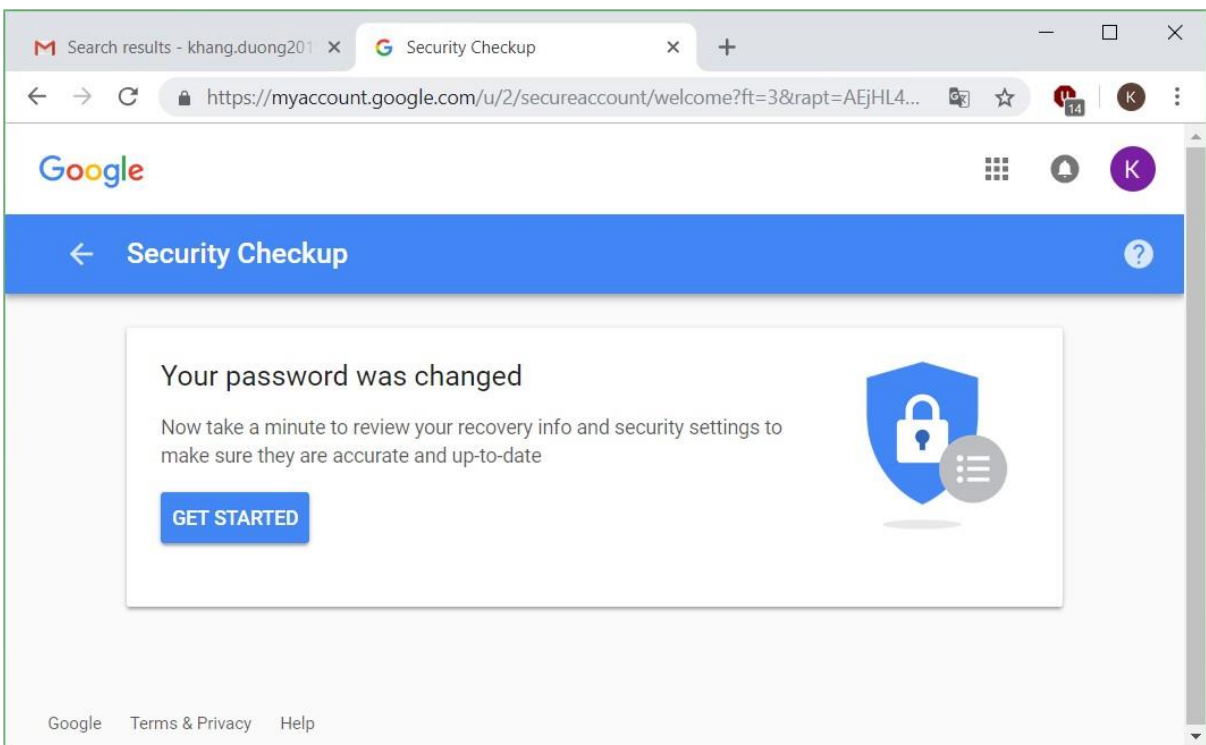 Search results - khang.duong201
Security Checkup
https://myaccount.google.com/u/2/secureaccount/welcome?ft=3&rapt=AEjHL4...
14
K
Google
K
Security Checkup
Your password was changed
Now take a minute to review your recovery info and security settings to
make sure they are accurate and up-to-date
GET STARTED
Google Terms & Privacy Help